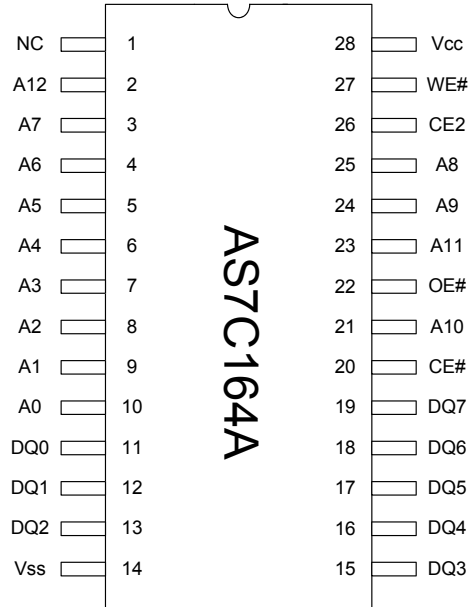 NC 1 28 Vcc
A12 2 27 WE#
A7 3 26 CE2
A6 4 25 A8
A5 5 24 A9
A4 6 23 A11
A3 7 22 OE#
A2 8 21 A10
A1 9 20 CE#
A0 10 19 DQ7
DQ0 11 18 DQ6
DQ1 12 17 DQ5
DQ2 13 16 DQ4
Vss 14 15 DQ3
AS7C164A